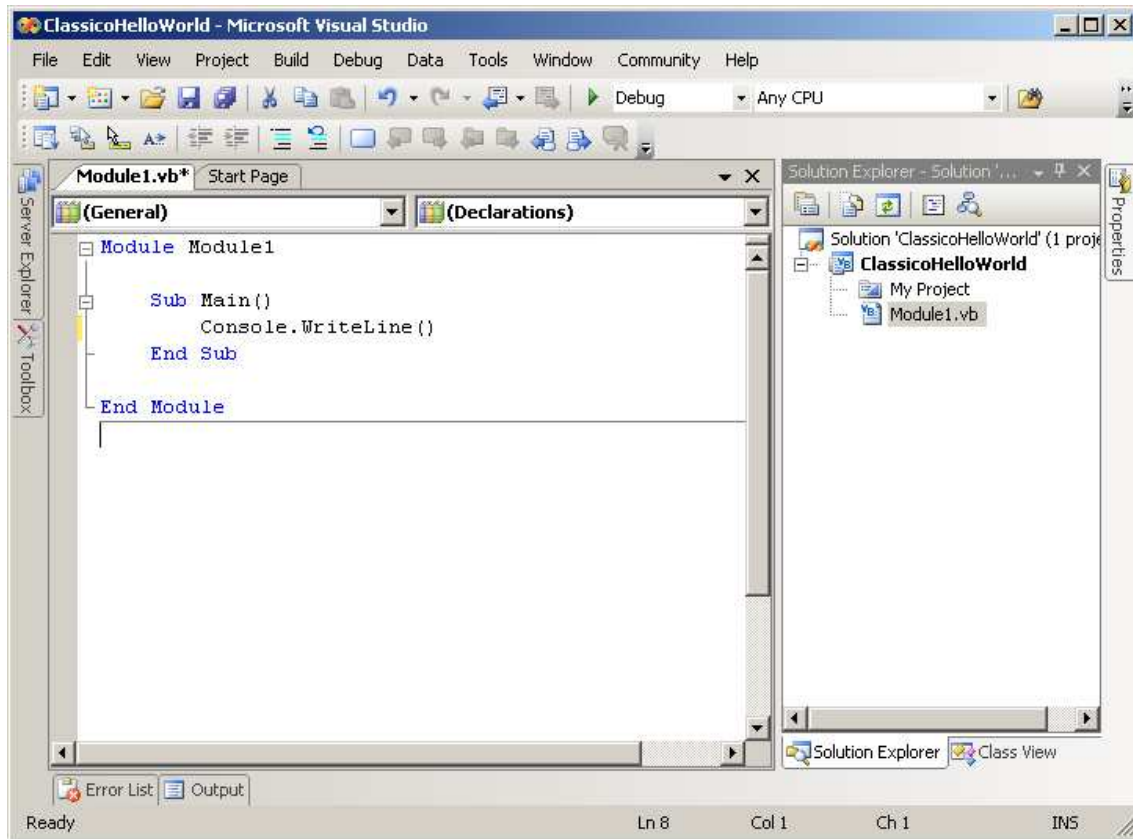 ClassicoHelloWorld - Microsoft Visual Studio
File Edit View Project Build Debug Data Tools Window Community Help
Debug Any CPU
Module1.vb* Start Page
Solution Explorer - Solution '...
(General) (Declarations)
Server Explorer
Toolbox
Properties
Module Module1
Sub Main()
Console.WriteLine()
End Sub
End Module
Solution 'ClassicoHelloWorld' (1 proje
ClassicoHelloWorld
My Project
Module1.vb
Solution Explorer Class View
Error List Output
Ready Ln 8 Col 1 Ch 1 INS